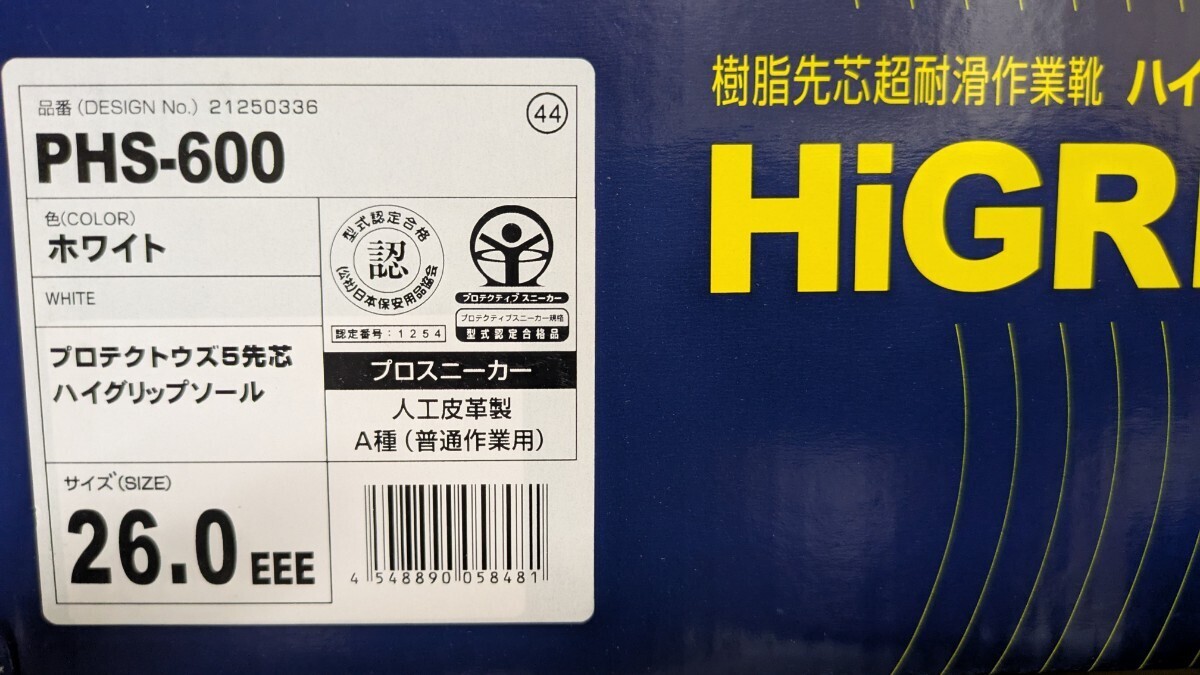 品番(DESIGN No.) 21250336
44
PHS-600
色(COLOR)
ホワイト
WHITE
プロテクトウズ5先芯
ハイグリップソール
サイズ(SIZE)
26.0 EEE
型式認定合格
認
(公社)日本保安用品協会
認定番号：1254
プロテクティブ スニーカー
プロテクティブスニーカー規格
型式認定合格品
プロスニーカー
人工皮革製
A種(普通作業用)
4 548890 058481
樹脂先芯超耐滑作業靴 ハイ
HiGR